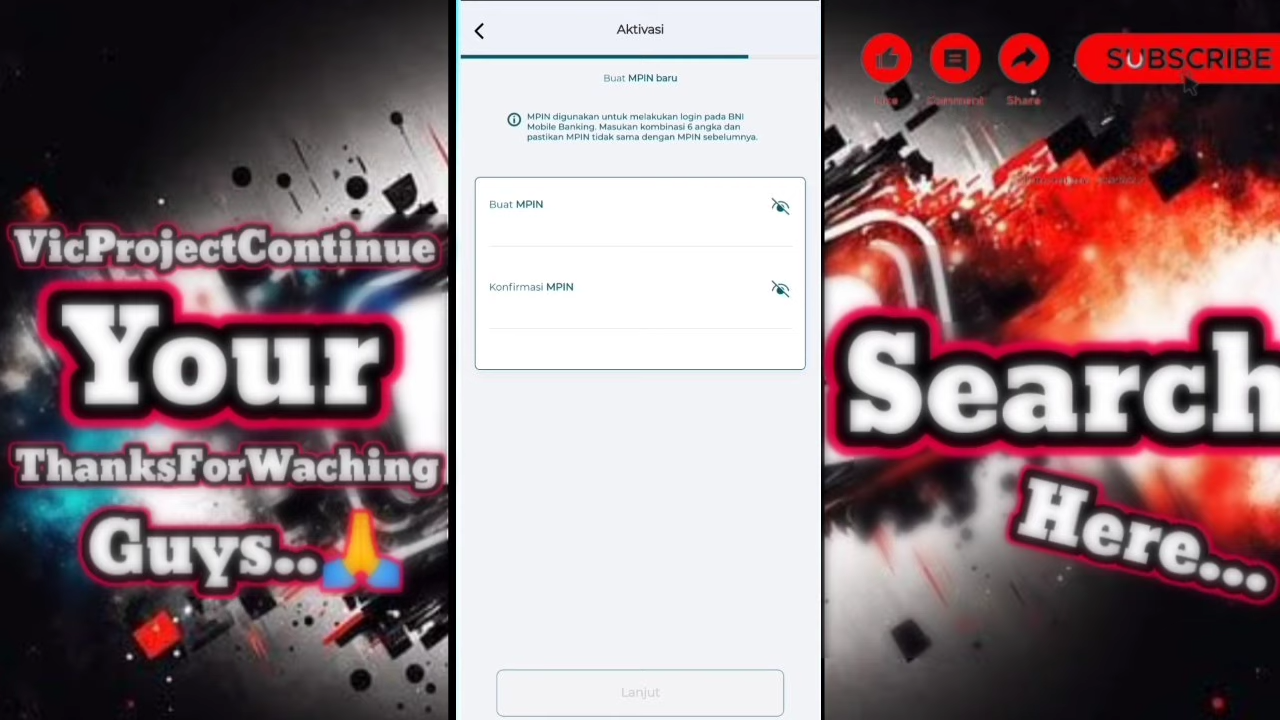 VicProjectContinue
Your
ThanksForWaching
Guys..🙏
Aktivasi
Buat MPIN baru
MPIN digunakan untuk melakukan login pada BNI
Mobile Banking. Masukan kombinasi 6 angka dan
pastikan MPIN tidak sama dengan MPIN sebelumnya.
Buat MPIN
Konfirmasi MPIN
Lanjut
Like
Comment
Share
SUBSCRIBE
Search
Here...